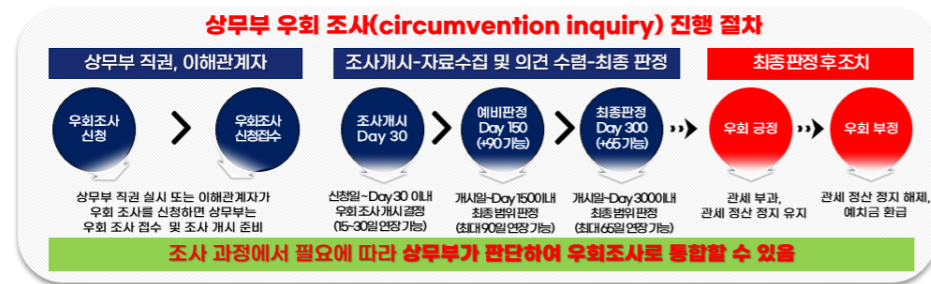 상무부 우회 조사(circumvention inquiry) 진행 절차
상무부 직권, 이해관계자
조사개시-자료수집 및 의견 수렴-최종 판정
최종판정후조치
우회조사
신청
우회조사
신청접수
조사개시
Day 30
예비판정
Day 150
(+90 가능)
최종판정
Day 300
(+65 가능)
우회 긍정
우회 부정
상무부 직권 실시 또는 이해관계자가
우회 조사를 신청하면 상무부는
우회 조사 접수 및 조사 개시 준비
신청일~Day 30 이내
우회 조사 개시 결정
(15~30일 연장 가능)
개시일~Day 1500이내
최종 범위 판정
(최대 90일 연장 가능)
개시일~Day 3000이내
최종 범위 판정
(최대 65일 연장 가능)
관세 부과,
관세 정산 정지 유지
관세 정산 정지 해제,
예치금 환급
조사 과정에서 필요에 따라 상무부가 판단하여 우회조사로 통합할 수 있음